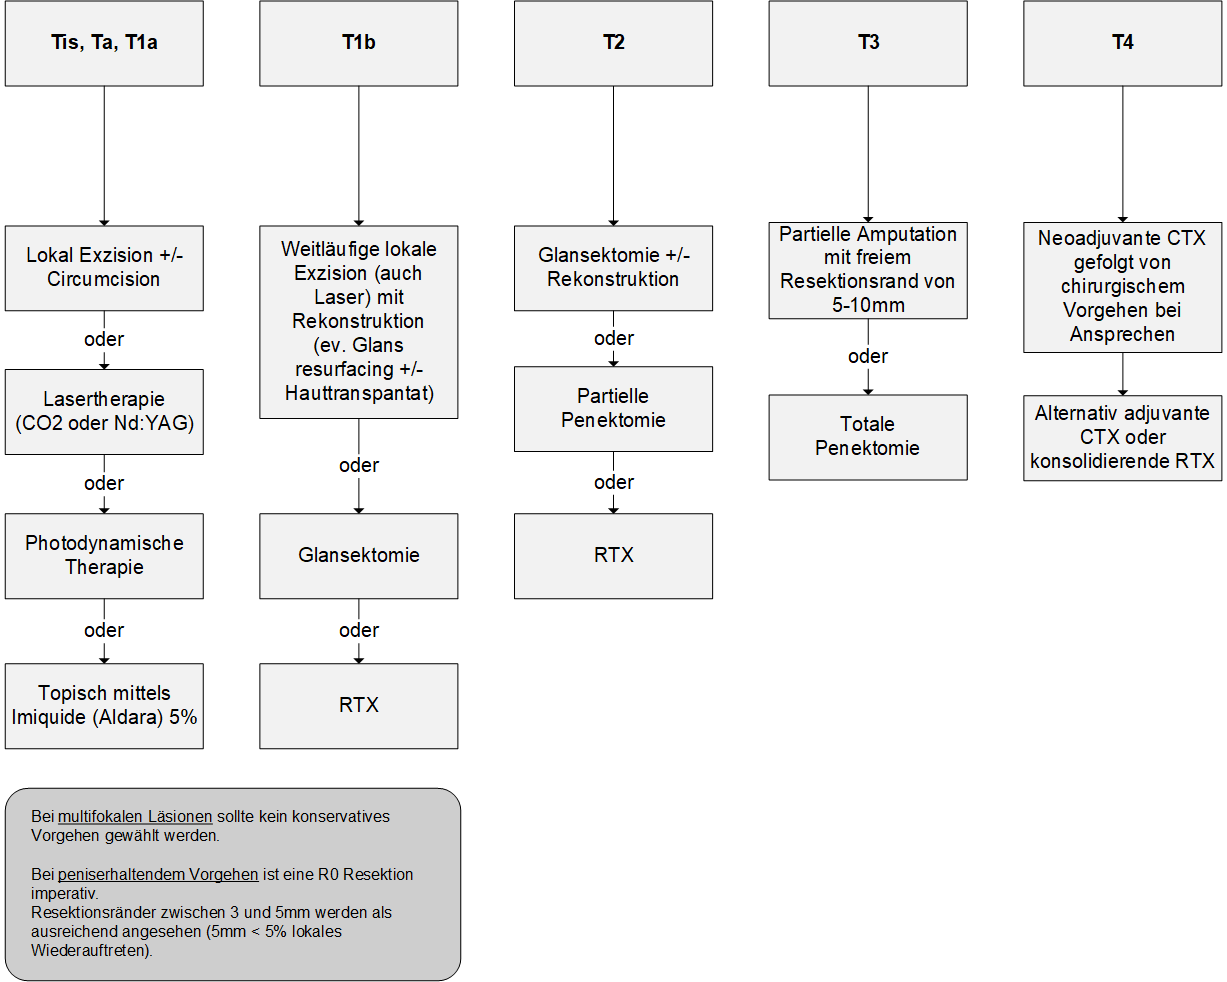 Tis, Ta, T1a
Lokal Exzision +/-
Circumcision
oder
Lasertherapie
(CO2 oder Nd:YAG)
oder
Photodynamische
Therapie
oder
Topisch mittels
Imiquide (Aldara) 5%
T1b
Weitläufige lokale
Exzision (auch
Laser) mit
Rekonstruktion
(ev. Glans
resurfacing +/-
Hauttranspantat)
oder
Glansektomie
oder
RTX
T2
Glansektomie +/-
Rekonstruktion
oder
Partielle
Penektomie
oder
RTX
T3
Partielle Amputation
mit freiem
Resektionsrand von
5-10mm
oder
Totale
Penektomie
T4
Neoadjuvante CTX
gefolgt von
chirurgischem
Vorgehen bei
Ansprechen
Alternativ adjuvante
CTX oder
konsolidierende RTX
Bei multifokalen Läsionen sollte kein konservatives
Vorgehen gewählt werden.
Bei peniserhaltendem Vorgehen ist eine R0 Resektion
imperativ.
Resektionsränder zwischen 3 und 5mm werden als
ausreichend angesehen (5mm < 5% lokales
Wiederauftreten).